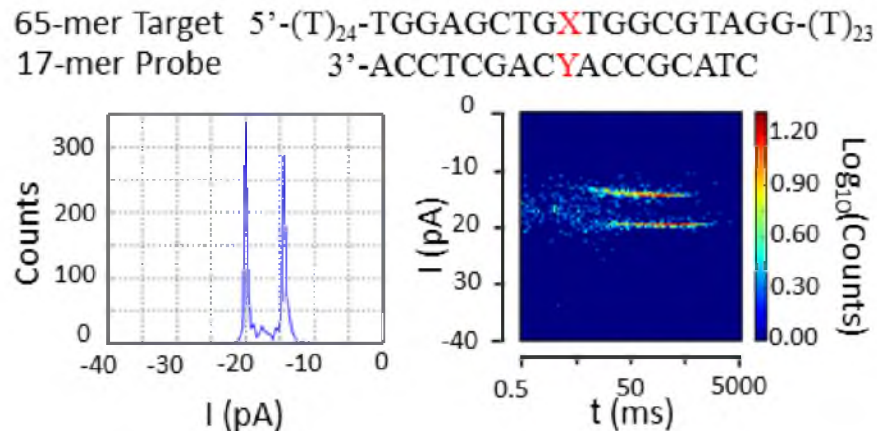 65-mer Target 5’-(T)24-TGGAGCTGXTGGCGTAGG-(T)23
17-mer Probe 3’-ACCTCGACYACCGCATC
Counts
300
200
100
0
-40 -30 -20 -10 0
I (pA)
I (pA)
0
-10
20
30
-40
0.5 50 5000
t (ms)
1.20
0.90
0.60
0.30
0.00
Log10(Counts)